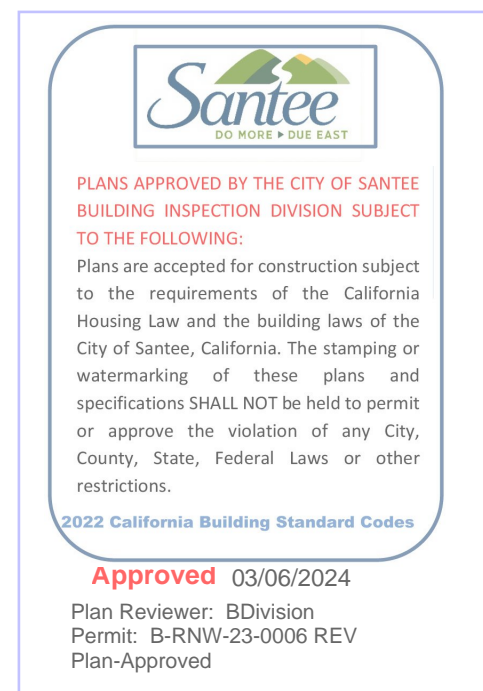 Santee
DO MORE ▶ DUE EAST
PLANS APPROVED BY THE CITY OF SANTEE
BUILDING INSPECTION DIVISION SUBJECT
TO THE FOLLOWING:
Plans are accepted for construction subject
to the requirements of the California
Housing Law and the building laws of the
City of Santee, California. The stamping or
watermarking of these plans and
specifications SHALL NOT be held to permit
or approve the violation of any City,
County, State, Federal Laws or other
restrictions.
2022 California Building Standard Codes
Approved 03/06/2024
Plan Reviewer: BDivision
Permit: B-RNW-23-0006 REV
Plan-Approved